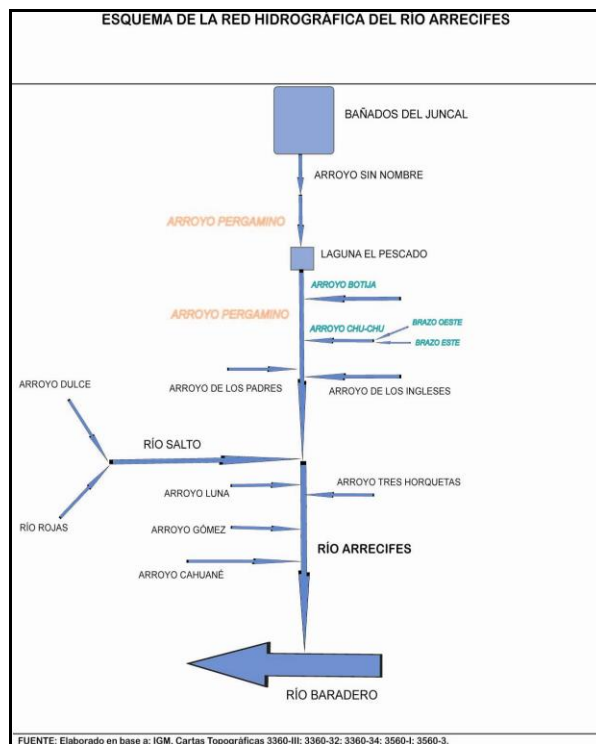 ESQUEMA DE LA RED HIDROGRÁFICA DEL RÍO ARRECIFES
BAÑADOS DEL JUNCAL
ARROYO SIN NOMBRE
ARROYO PERGAMINO
LAGUNA EL PESCADO
ARROYO BOTIJA
ARROYO PERGAMINO
ARROYO CHU-CHU
BRAZO OESTE
BRAZO ESTE
ARROYO DULCE
ARROYO DE LOS PADRES
ARROYO DE LOS INGLESES
RÍO SALTO
ARROYO LUNA
ARROYO TRES HORQUETAS
RÍO ROJAS
ARROYO GÓMEZ
RÍO ARRECIFES
ARROYO CAHUANÉ
RÍO BARADERO
FUENTE: Elaborado en base a: IGM. Cartas Topográficas 3360-III; 3360-32; 3360-34; 3560-I; 3560-3.